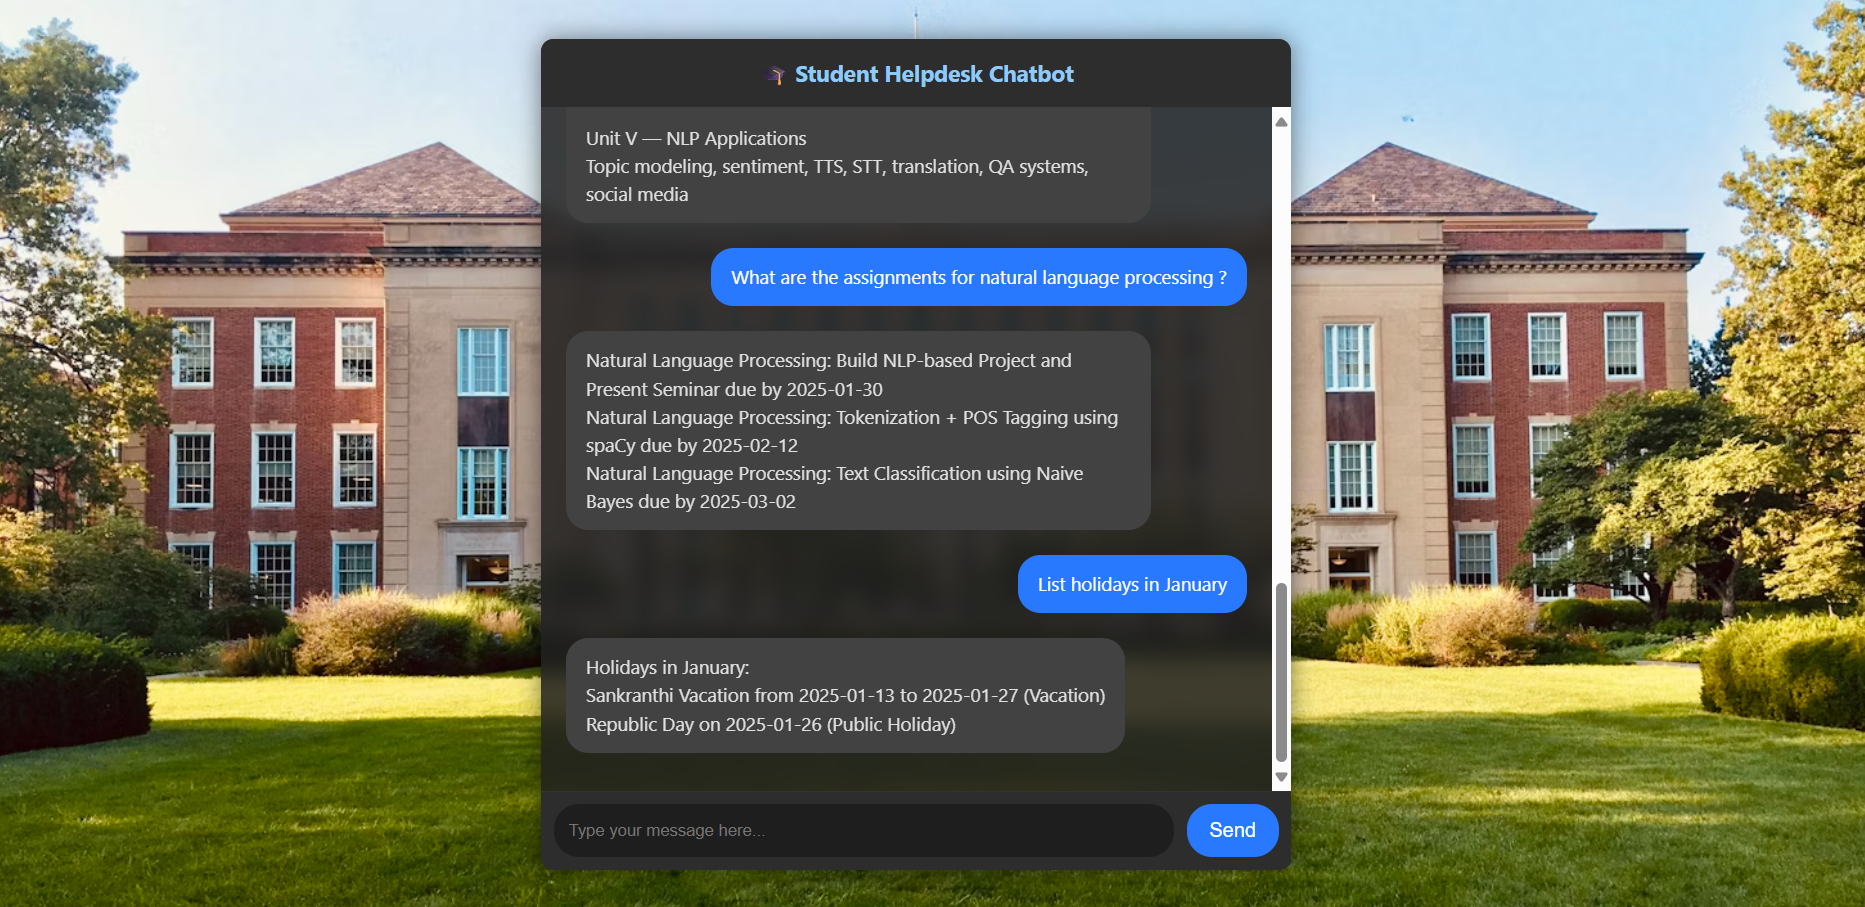 Student Helpdesk Chatbot
Unit V — NLP Applications
Topic modeling, sentiment, TTS, STT, translation, QA systems,
social media
What are the assignments for natural language processing ?
Natural Language Processing: Build NLP-based Project and
Present Seminar due by 2025-01-30
Natural Language Processing: Tokenization + POS Tagging using
spaCy due by 2025-02-12
Natural Language Processing: Text Classification using Naive
Bayes due by 2025-03-02
List holidays in January
Holidays in January:
Sankranthi Vacation from 2025-01-13 to 2025-01-27 (Vacation)
Republic Day on 2025-01-26 (Public Holiday)
Type your message here...
Send